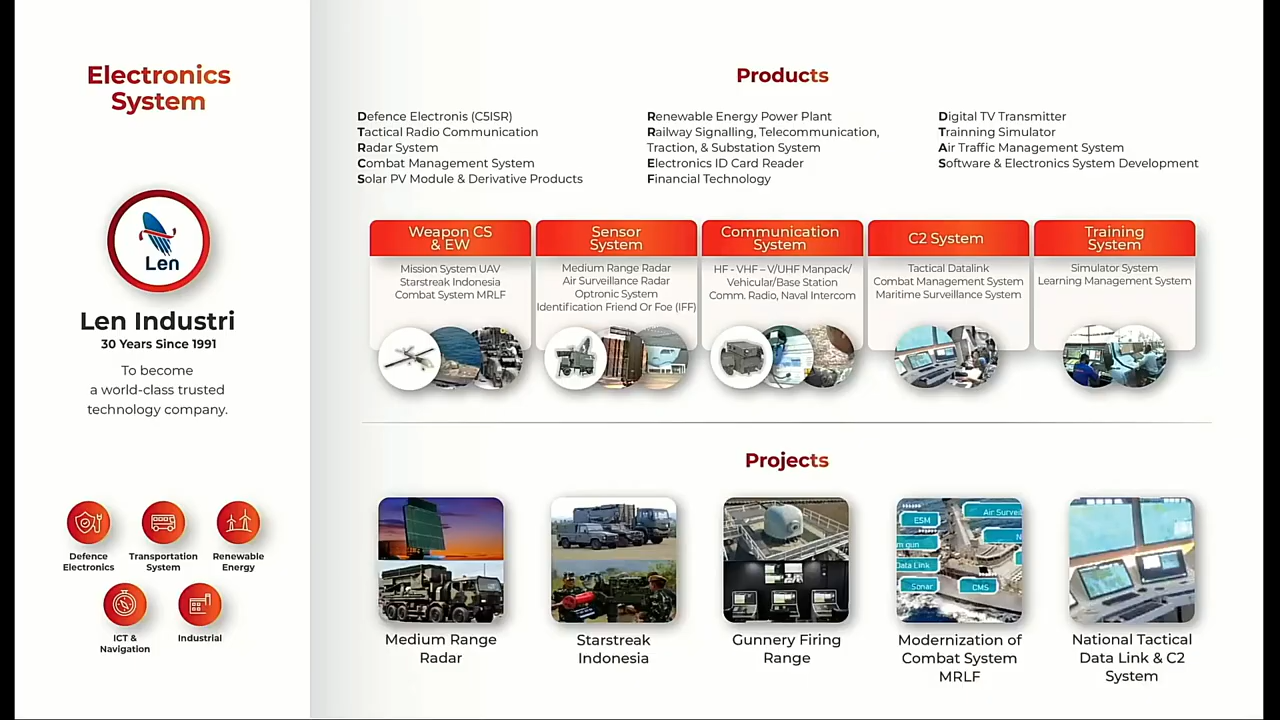 Electronics
System
Len
Len Industri
30 Years Since 1991
To become
a world-class trusted
technology company.
Defence
Electronics
Transportation
System
Renewable
Energy
ICT &
Navigation
Industrial
Products
Defence Electronis (C5ISR)
Tactical Radio Communication
Radar System
Combat Management System
Solar PV Module & Derivative Products
Renewable Energy Power Plant
Railway Signalling, Telecommunication,
Traction, & Substation System
Electronics ID Card Reader
Financial Technology
Digital TV Transmitter
Trainning Simulator
Air Traffic Management System
Software & Electronics System Development
Weapon CS
& EW
Mission System UAV
Starstreak Indonesia
Combat System MRLF
Sensor
System
Medium Range Radar
Air Surveillance Radar
Optronic System
Identification Friend Or Foe (IFF)
Communication
System
HF - VHF – V/UHF Manpack/
Vehicular/Base Station
Comm. Radio, Naval Intercom
C2 System
Tactical Datalink
Combat Management System
Maritime Surveillance System
Training
System
Simulator System
Learning Management System
Projects
Medium Range
Radar
Starstreak
Indonesia
Gunnery Firing
Range
ESM
Air Surveil
m gun
N
Data Link
Sonar
CMS
Modernization of
Combat System
MRLF
National Tactical
Data Link & C2
System